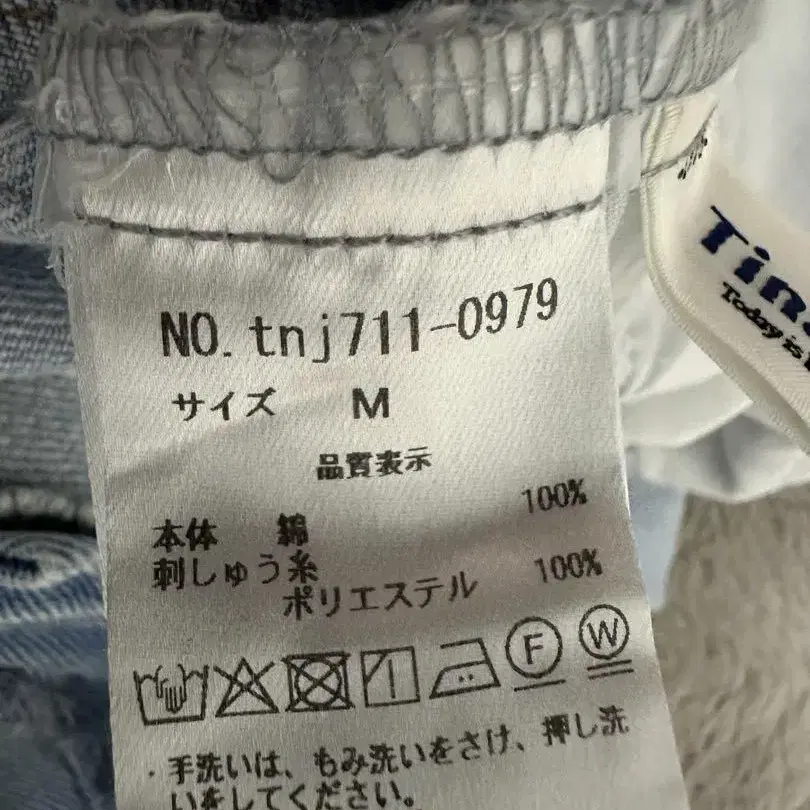 NO.tnj711-0979
サイズ M
品質表示
本体 綿 100%
刺しゅう糸
ポリエステル 100%
F
W
・手洗いは、もみ洗いをさけ、押し洗
いをしてください。
Today is